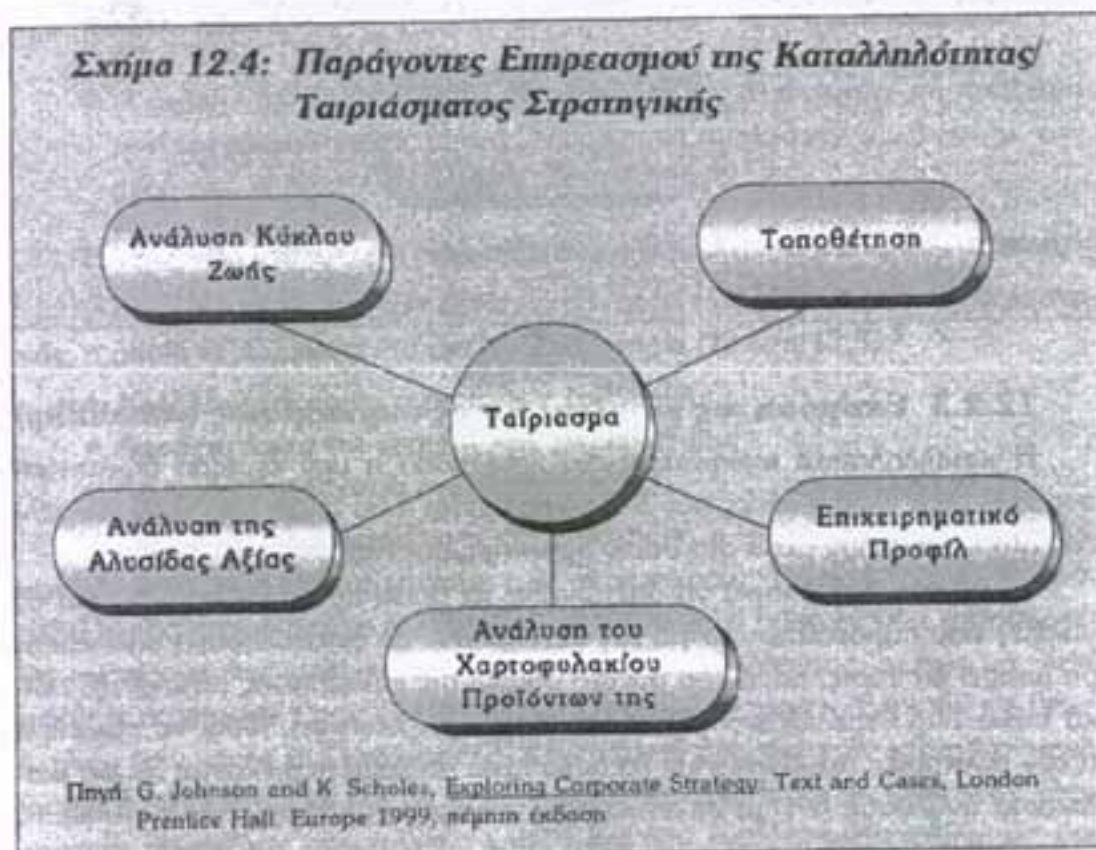 Σχήμα 12.4: Παράγοντες Επηρεασμού της Καταλληλότητας/
Ταιριάσματος Στρατηγικής
Ανάλυση Κύκλου
Ζωής
Τοποθέτηση
Ταίριασμα
Ανάλυση της
Αλυσίδας Αξίας
Επιχειρηματικό
Προφίλ
Ανάλυση του
Χαρτοφυλακίου
Προϊόντων της
Πηγή: G. Johnson and K. Scholes, Exploring Corporate Strategy: Text and Cases, London
Prentice Hall. Europe 1999, πέμπτη έκδοση